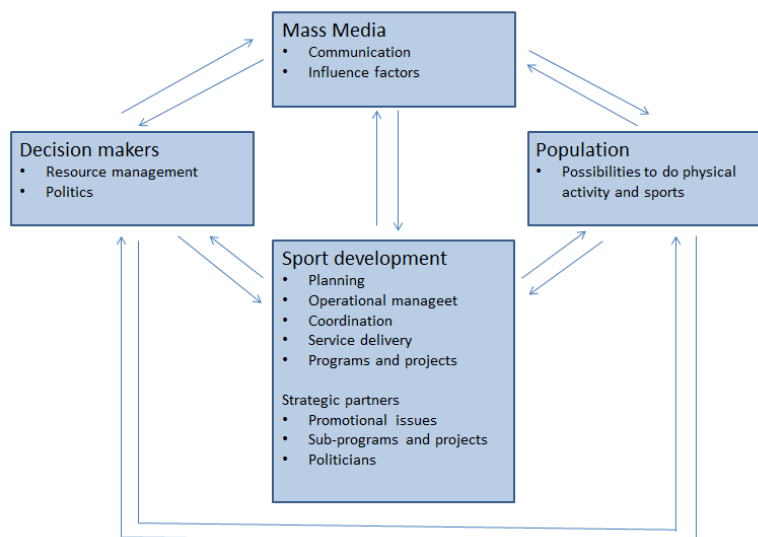 Mass Media
• Communication
• Influence factors
Decision makers
• Resource management
• Politics
Population
• Possibilities to do physical
activity and sports
Sport development
• Planning
• Operational manageet
• Coordination
• Service delivery
• Programs and projects
Strategic partners
• Promotional issues
• Sub-programs and projects
• Politicians